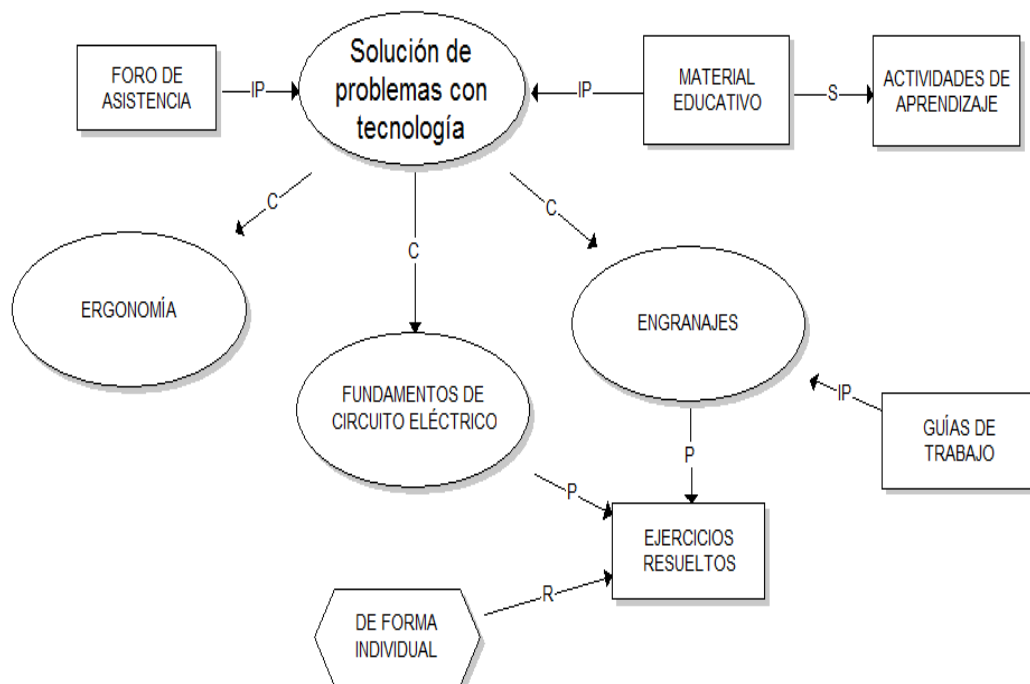 Solución de
problemas con
tecnología
FORO DE
ASISTENCIA
IP
IP
MATERIAL
EDUCATIVO
S
ACTIVIDADES DE
APRENDIZAJE
C
C
C
ERGONOMÍA
ENGRANAJES
FUNDAMENTOS DE
CIRCUITO ELÉCTRICO
IP
GUÍAS DE
TRABAJO
P
P
EJERCICIOS
RESUELTOS
R
DE FORMA
INDIVIDUAL